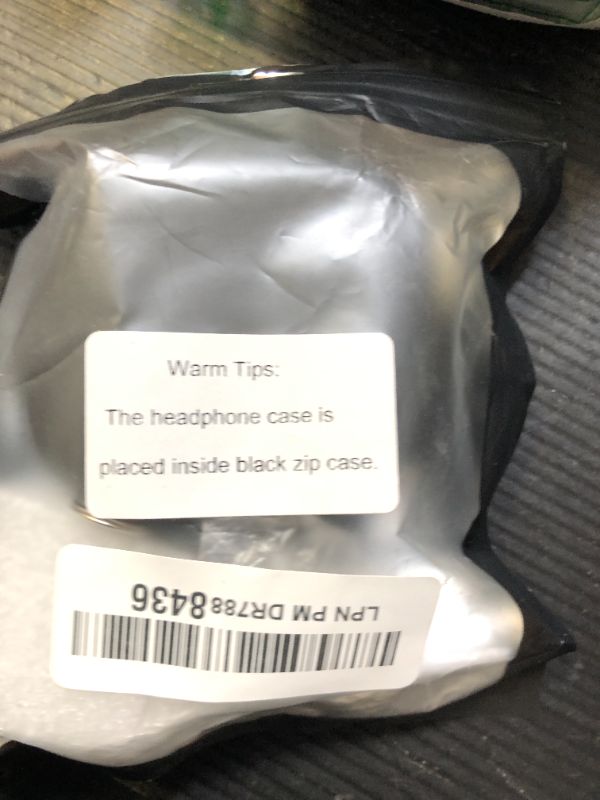 Warm Tips:
The headphone case is
placed inside black zip case.
LPN PM DR7888436